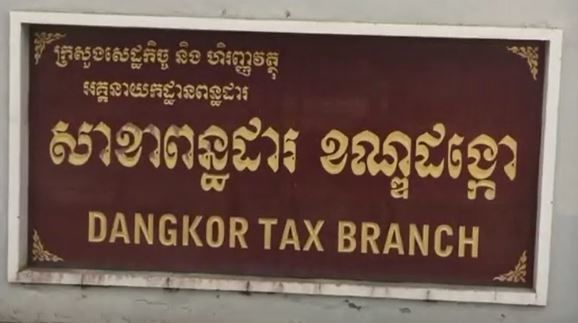 ក្រសួងសេដ្ឋកិច្ច និង ហិរញ្ញវត្ថុ
អគ្គនាយកដ្ឋានពន្ធដារ
សាខាពន្ធដារ ខណ្ឌដង្កោ
DANGKOR TAX BRANCH